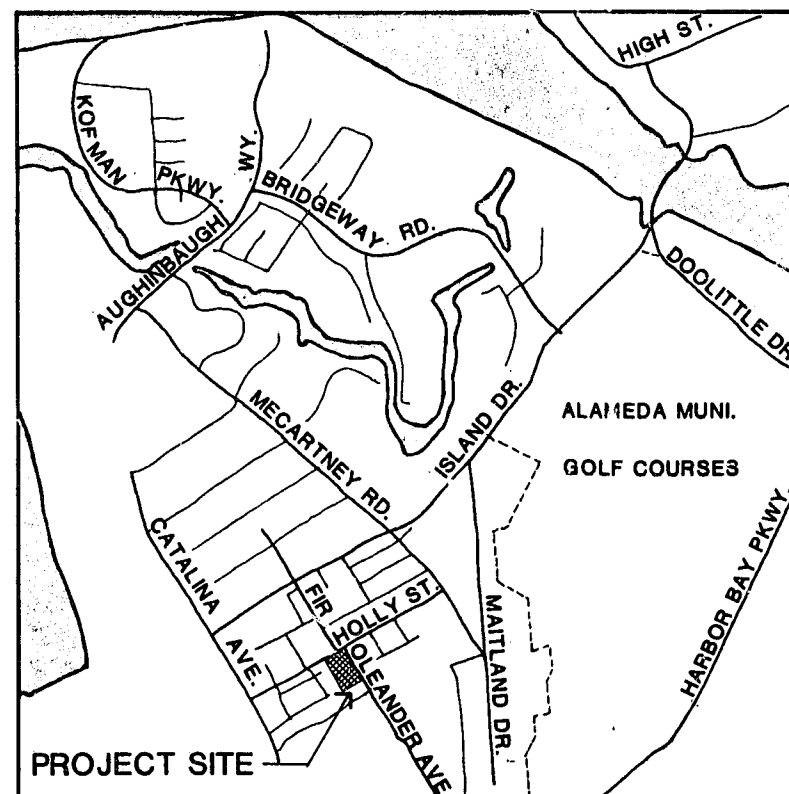 HIGH ST.
KOFMAN
PKWY.
WY.
BRIDGEWAY
RD.
AUGHINBAUGH
DOOLITTLE DR.
MECARTNEY RD.
ISLAND DR.
ALAMEDA MUNI.
GOLF COURSES
CATALINA
AVE.
FIR
HOLLY ST.
OLEANDER AVE.
MAITLAND DR.
HARBOR BAY PKWY.
PROJECT SITE